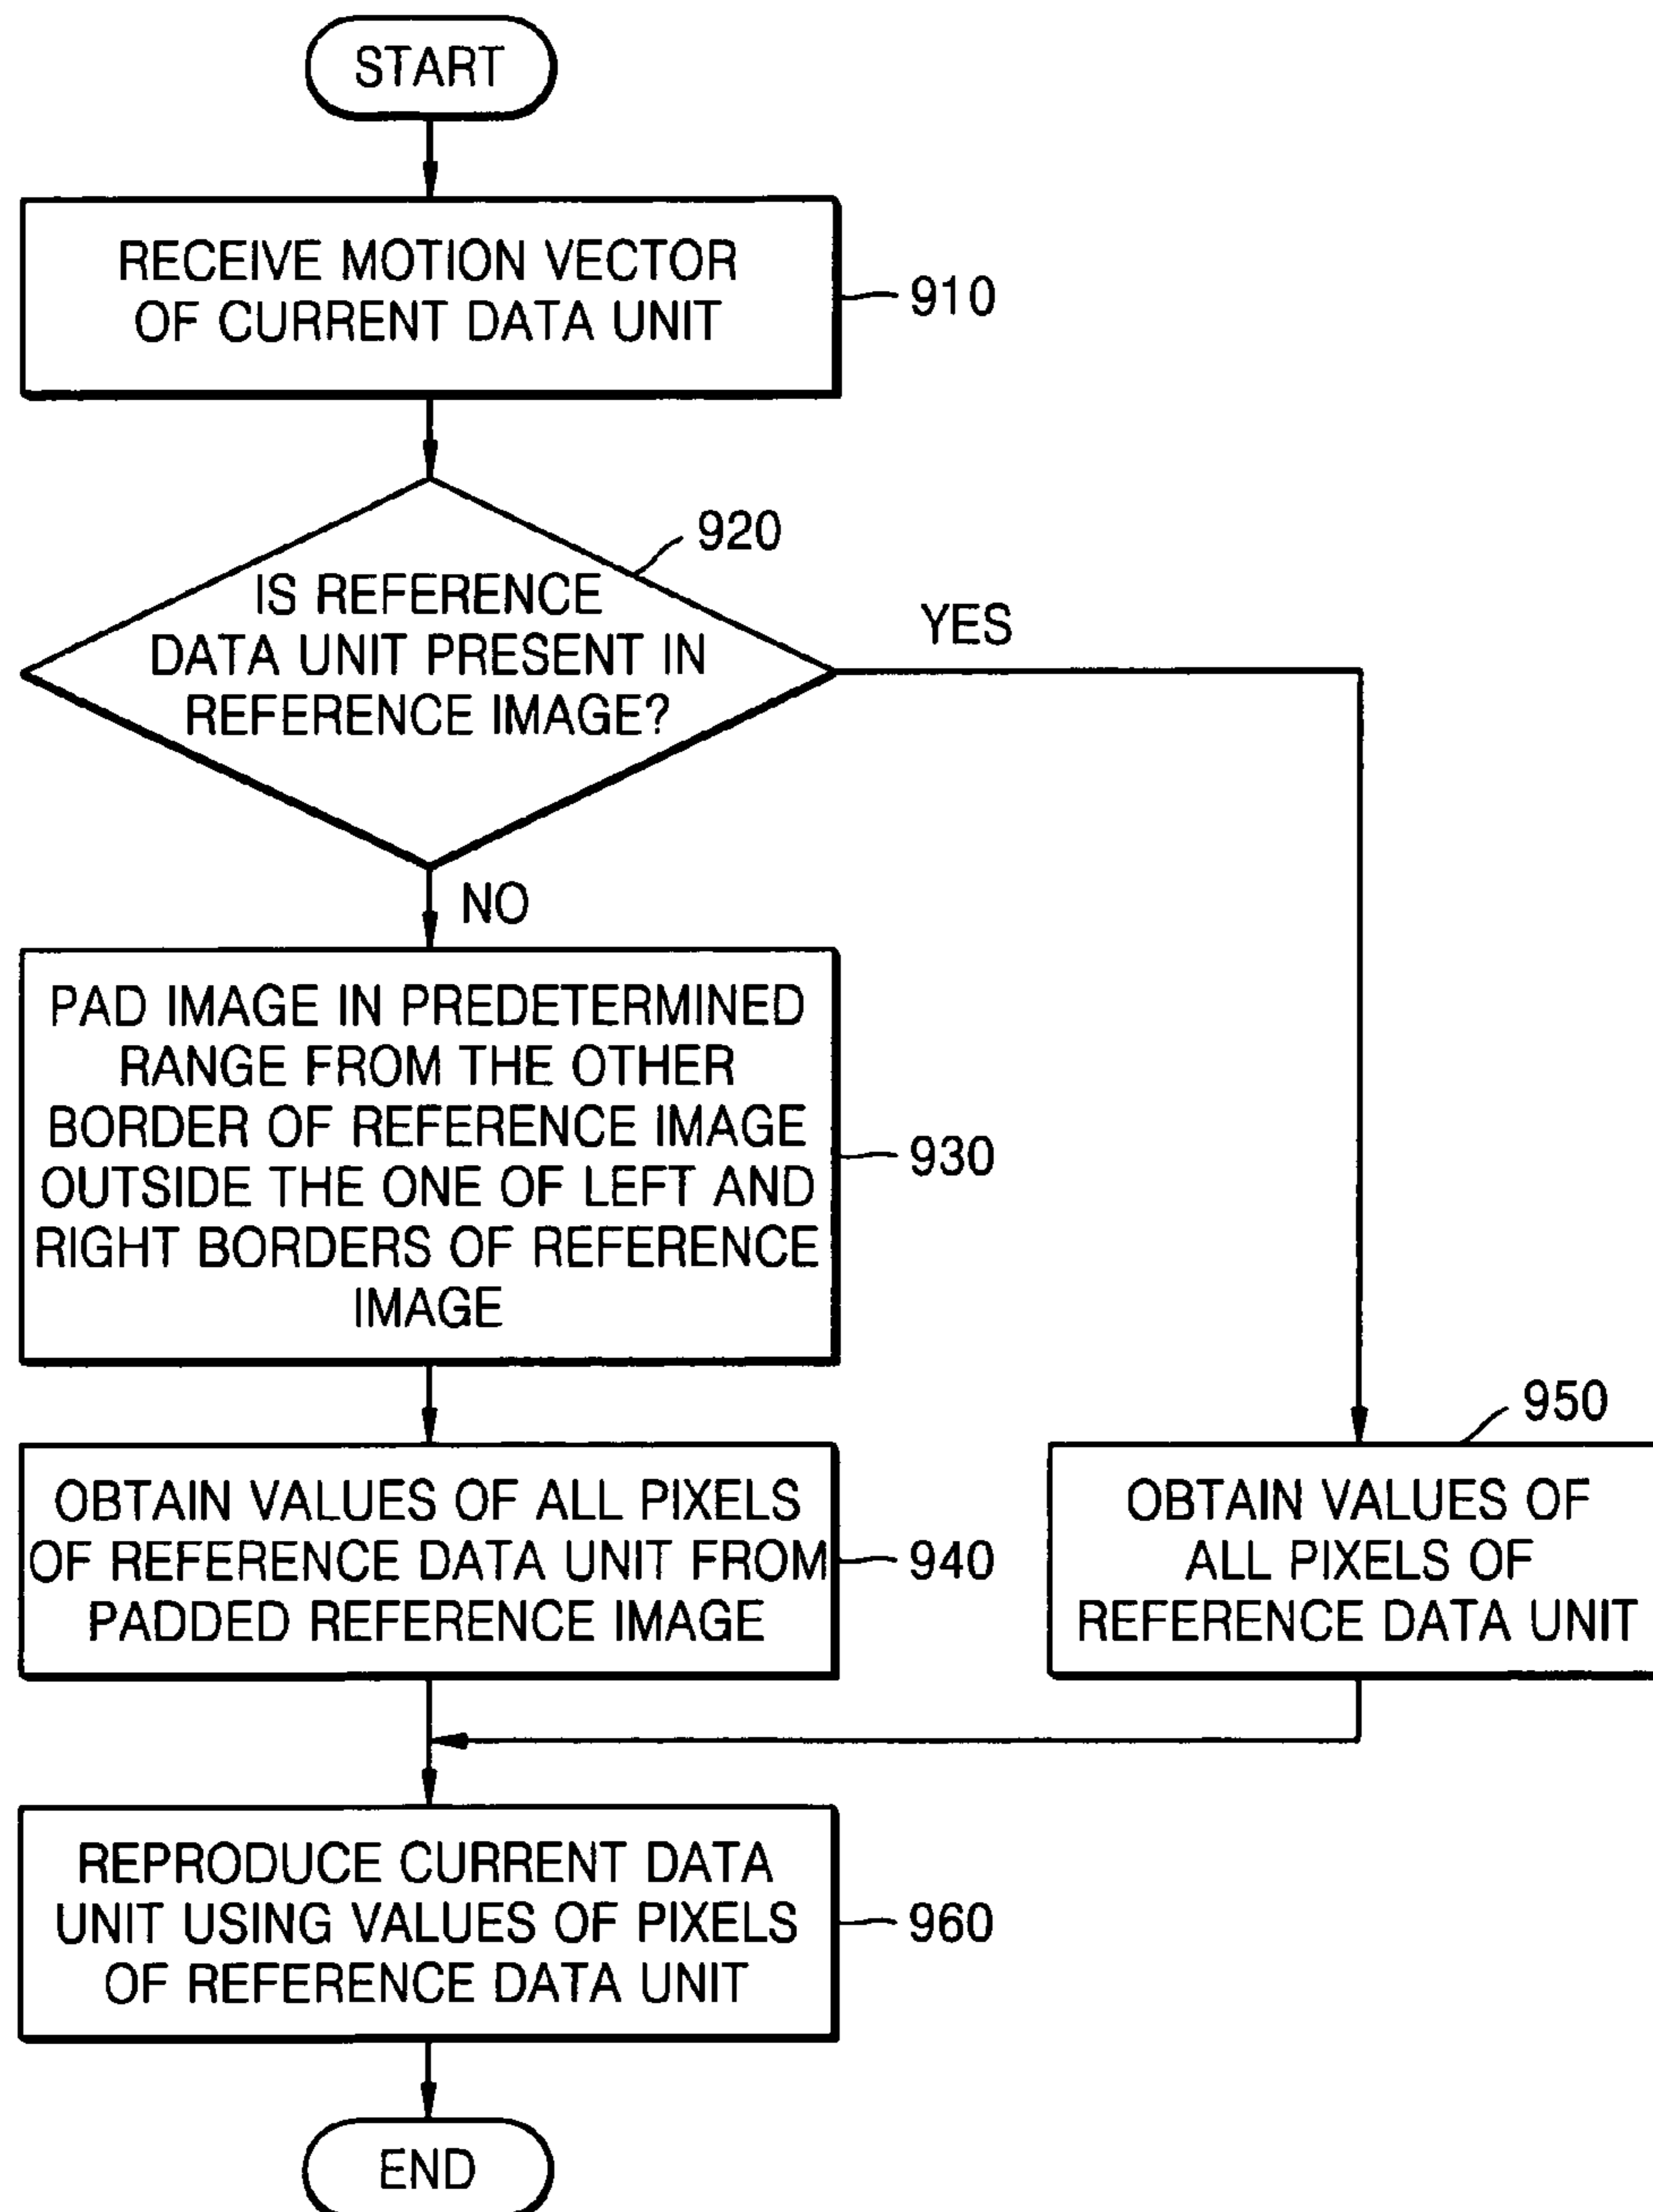 START
RECEIVE MOTION VECTOR
OF CURRENT DATA UNIT
910
920
IS REFERENCE
DATA UNIT PRESENT IN
REFERENCE IMAGE?
YES
NO
PAD IMAGE IN PREDETERMINED
RANGE FROM THE OTHER
BORDER OF REFERENCE IMAGE
OUTSIDE THE ONE OF LEFT AND
RIGHT BORDERS OF REFERENCE
IMAGE
930
OBTAIN VALUES OF ALL PIXELS
OF REFERENCE DATA UNIT FROM
PADDED REFERENCE IMAGE
940
950
OBTAIN VALUES OF
ALL PIXELS OF
REFERENCE DATA UNIT
REPRODUCE CURRENT DATA
UNIT USING VALUES OF PIXELS
OF REFERENCE DATA UNIT
960
END